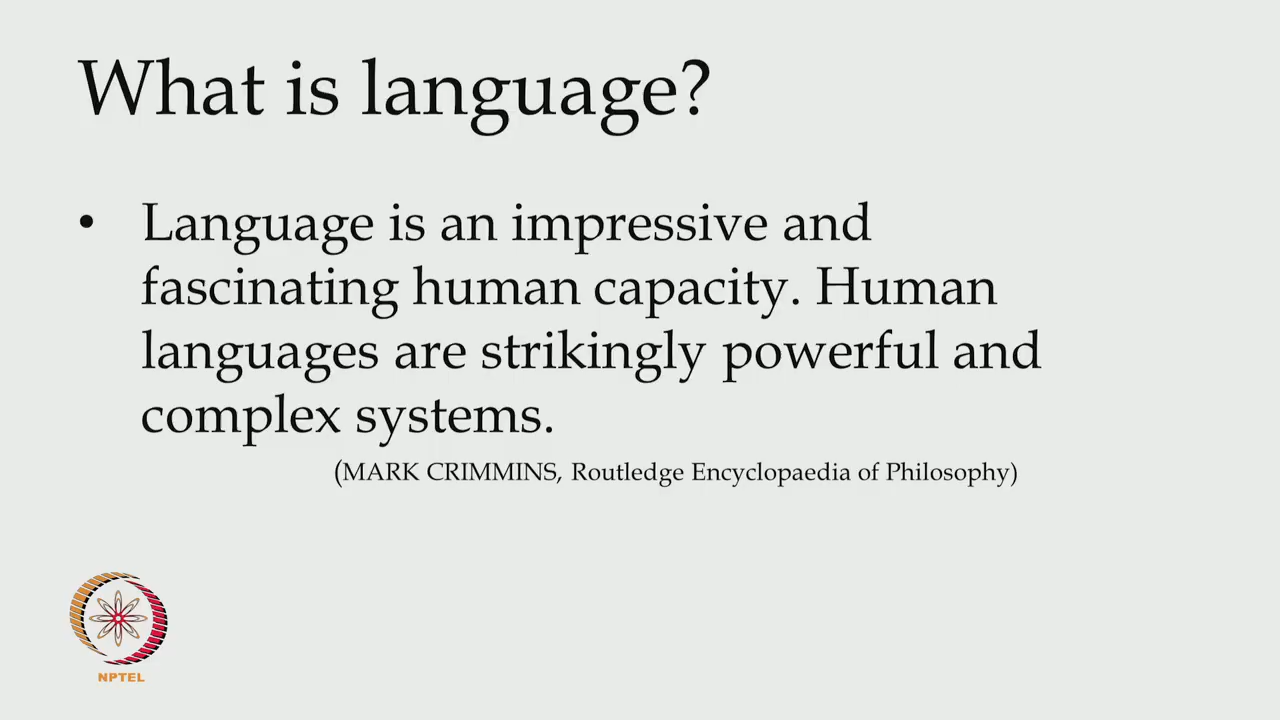 What is language?
• Language is an impressive and
fascinating human capacity. Human
languages are strikingly powerful and
complex systems.
(MARK CRIMMINS, Routledge Encyclopaedia of Philosophy)
NPTEL